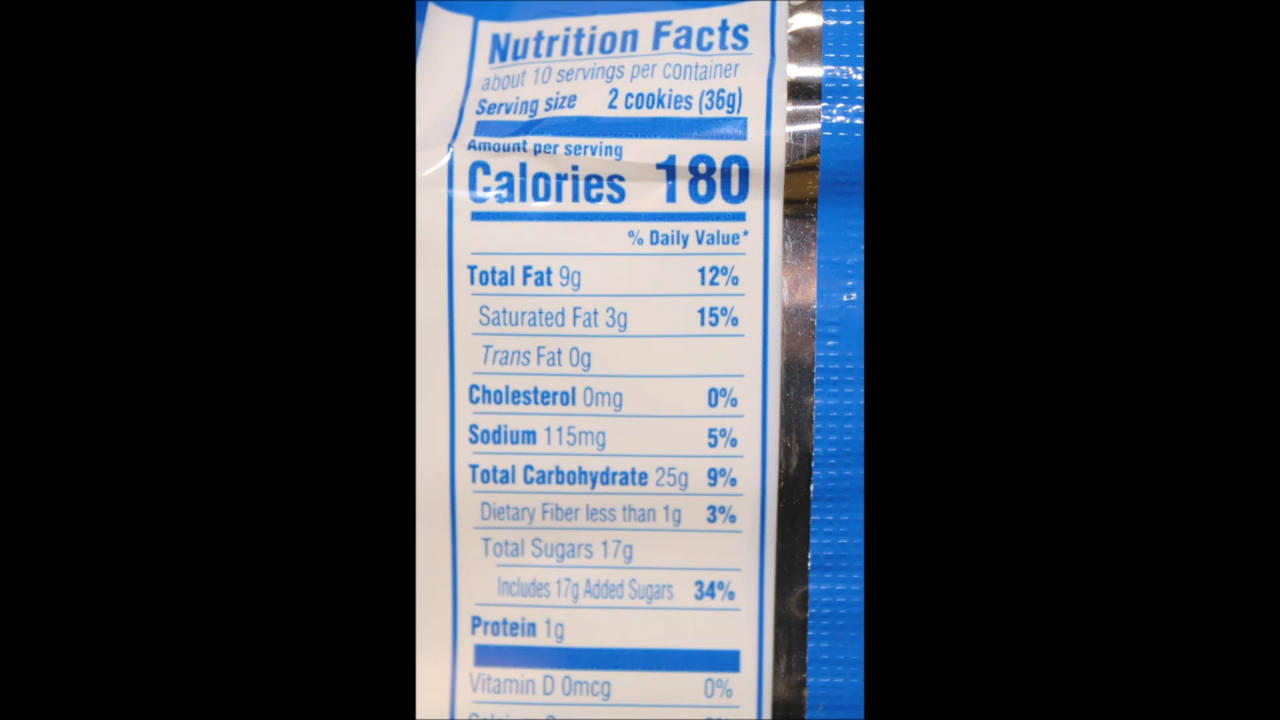 Nutrition Facts
about 10 servings per container
Serving size 2 cookies (36g)
Amount per serving
Calories 180
% Daily Value*
Total Fat 9g 12%
Saturated Fat 3g 15%
Trans Fat 0g
Cholesterol 0mg 0%
Sodium 115mg 5%
Total Carbohydrate 25g 9%
Dietary Fiber less than 1g 3%
Total Sugars 17g
Includes 17g Added Sugars 34%
Protein 1g
Vitamin D 0mcg 0%